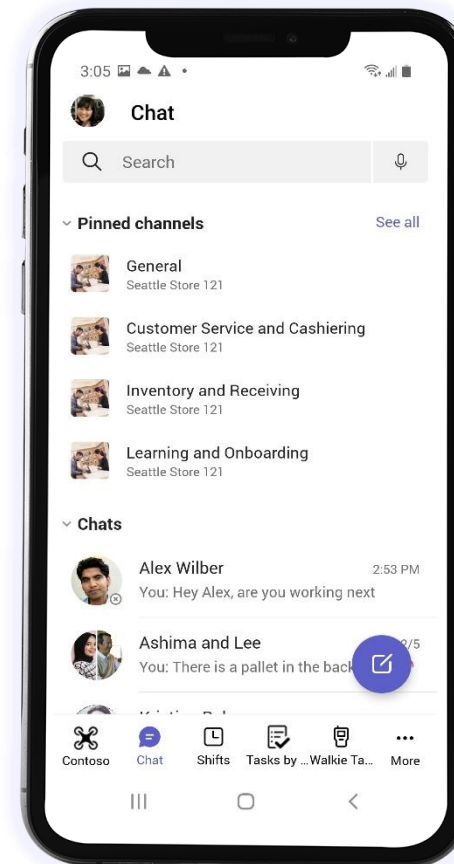 3:05
Chat
Search
Pinned channels
See all
General
Seattle Store 121
Customer Service and Cashiering
Seattle Store 121
Inventory and Receiving
Seattle Store 121
Learning and Onboarding
Seattle Store 121
Chats
Alex Wilber
2:53 PM
You: Hey Alex, are you working next
Ashima and Lee
2/5
You: There is a pallet in the back
Contoso
Chat
Shifts
Tasks by ...
Walkie Ta...
More